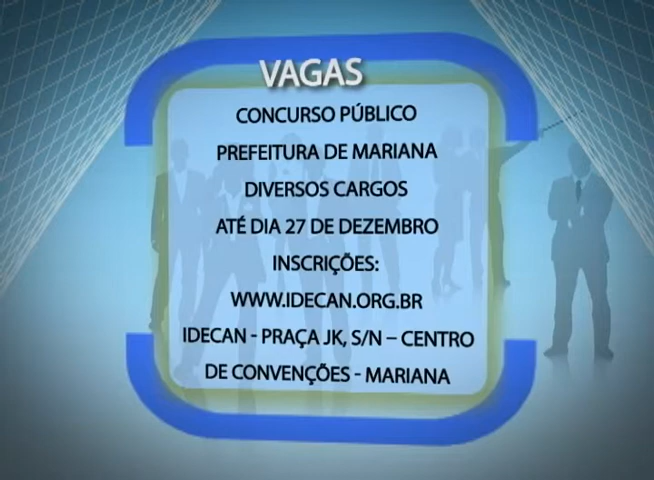 VAGAS
CONCURSO PÚBLICO
PREFEITURA DE MARIANA
DIVERSOS CARGOS
ATÉ DIA 27 DE DEZEMBRO
INSCRIÇÕES:
WWW.IDECAN.ORG.BR
IDECAN - PRAÇA JK, S/N – CENTRO
DE CONVENÇÕES - MARIANA